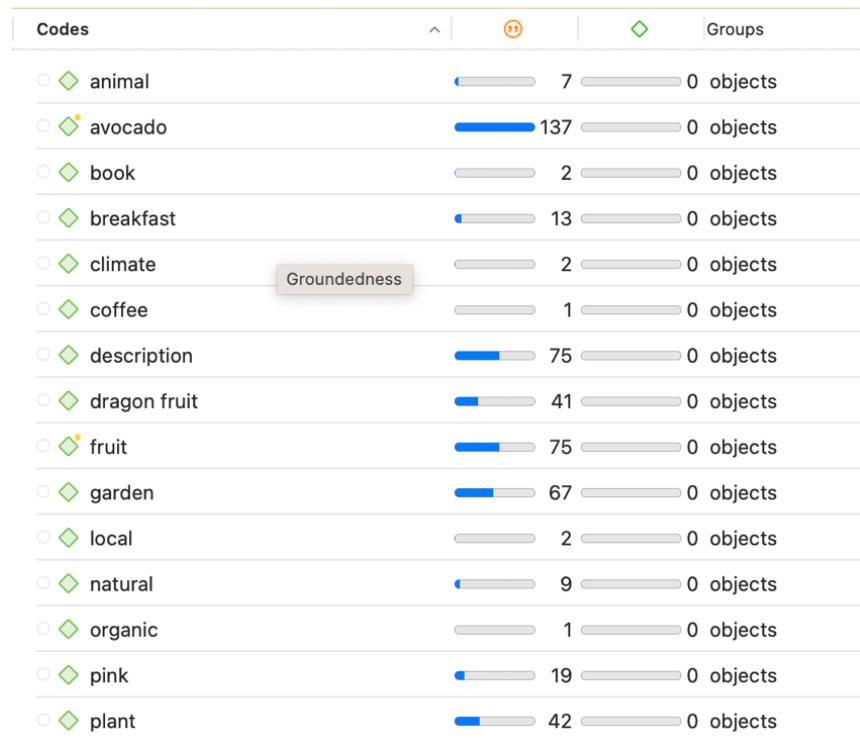 Codes Groups
animal 7 0 objects
avocado 137 0 objects
book 2 0 objects
breakfast 13 0 objects
climate 2 0 objects
Groundedness
coffee 1 0 objects
description 75 0 objects
dragon fruit 41 0 objects
fruit 75 0 objects
garden 67 0 objects
local 2 0 objects
natural 9 0 objects
organic 1 0 objects
pink 19 0 objects
plant 42 0 objects